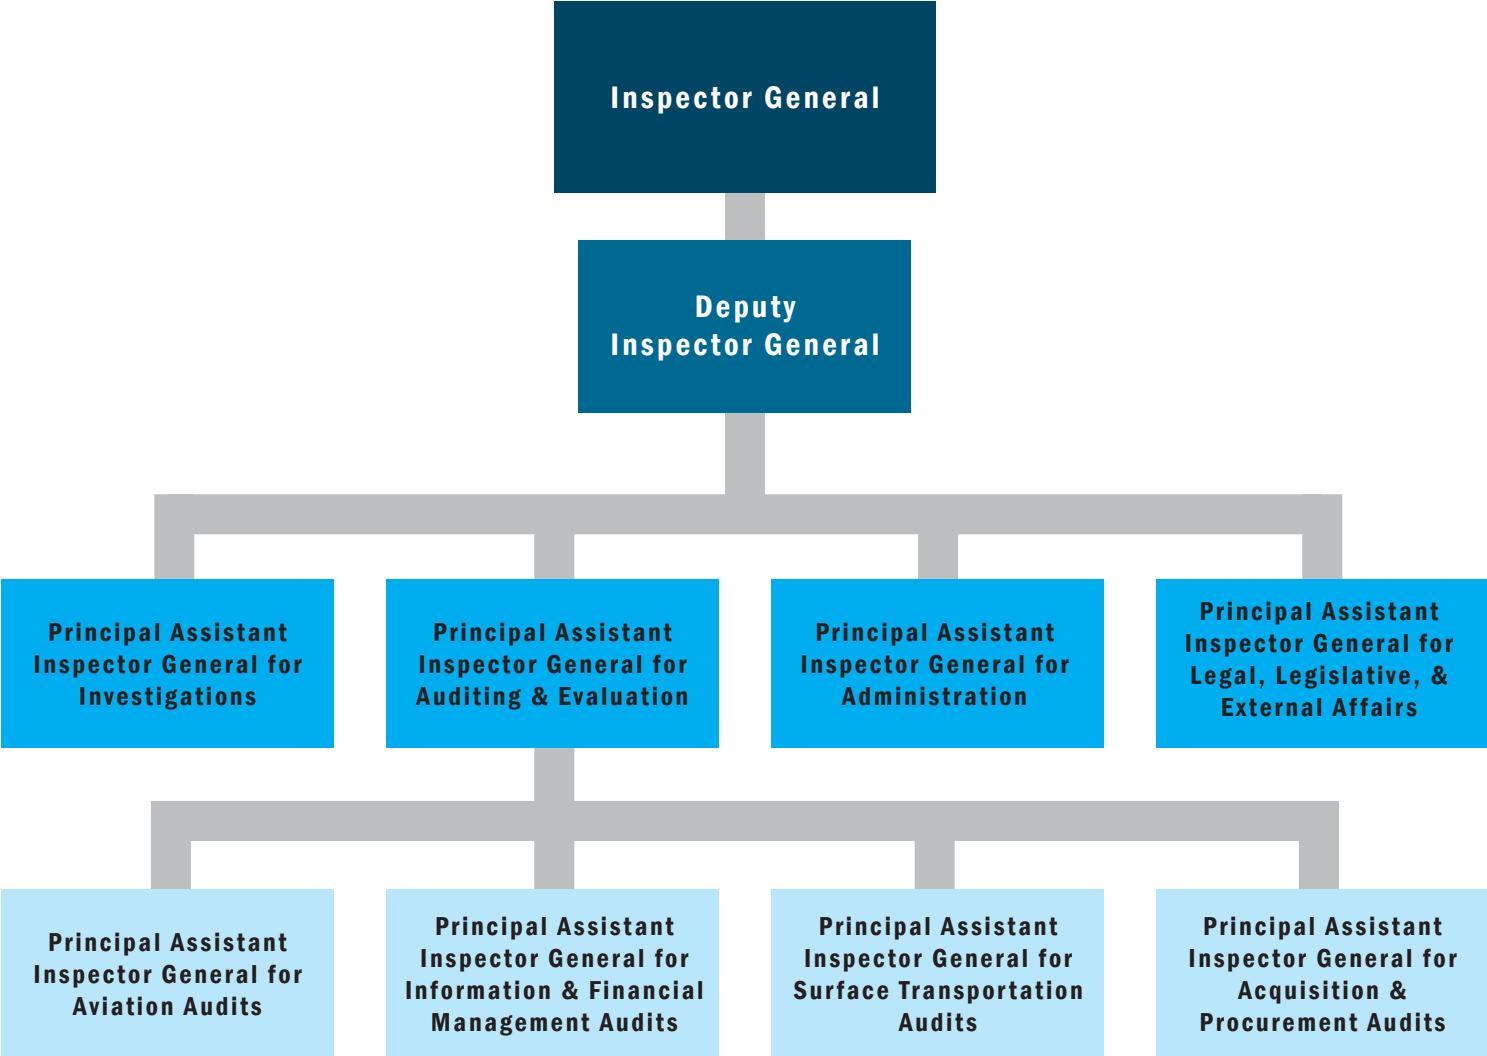 Inspector General
Deputy
Inspector General
Principal Assistant
Inspector General for
Investigations
Principal Assistant
Inspector General for
Auditing & Evaluation
Principal Assistant
Inspector General for
Administration
Principal Assistant
Inspector General for
Legal, Legislative, &
External Affairs
Principal Assistant
Inspector General for
Aviation Audits
Principal Assistant
Inspector General for
Information & Financial
Management Audits
Principal Assistant
Inspector General for
Surface Transportation
Audits
Principal Assistant
Inspector General for
Acquisition &
Procurement Audits